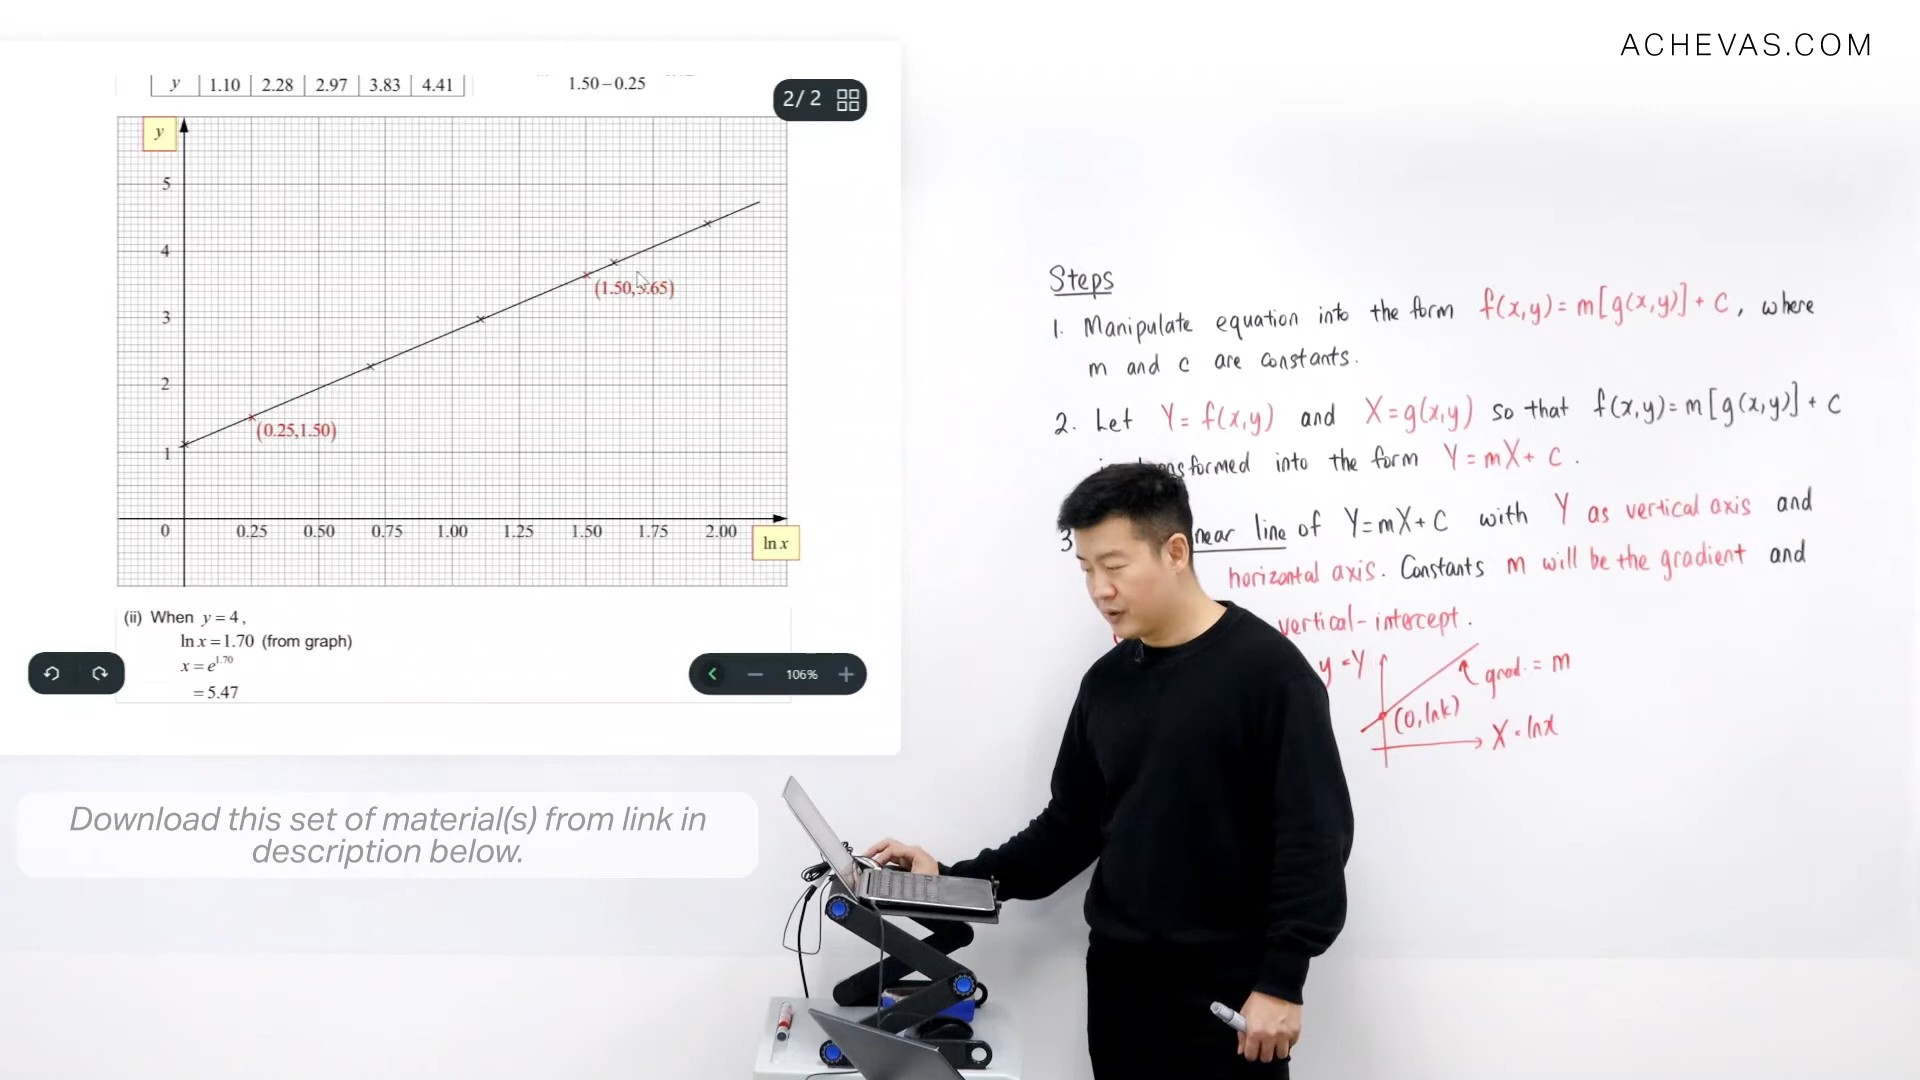 ACHEVAS.COM
y 1.10 2.28 2.97 3.83 4.41
1.50 – 0.25
2/ 2
y
5
4
3
2
1
(1.50,3.65)
(0.25,1.50)
0 0.25 0.50 0.75 1.00 1.25 1.50 1.75 2.00
ln x
(ii) When y = 4 ,
ln x = 1.70 (from graph)
x = e^1.70
= 5.47
106%
Download this set of material(s) from link in
description below.
Steps
1. Manipulate equation into the form f(x,y) = m[g(x,y)] + C, where
m and c are constants.
2. Let Y = f(x,y) and X = g(x,y) so that f(x,y) = m[g(x,y)] + C
into the form Y = mX + C .
3 line of Y = mX + C with Y as vertical axis and
horizontal axis. Constants m will be the gradient and
vertical-intercept.
y = Y
grad. = m
(0, lnk)
X = lnx